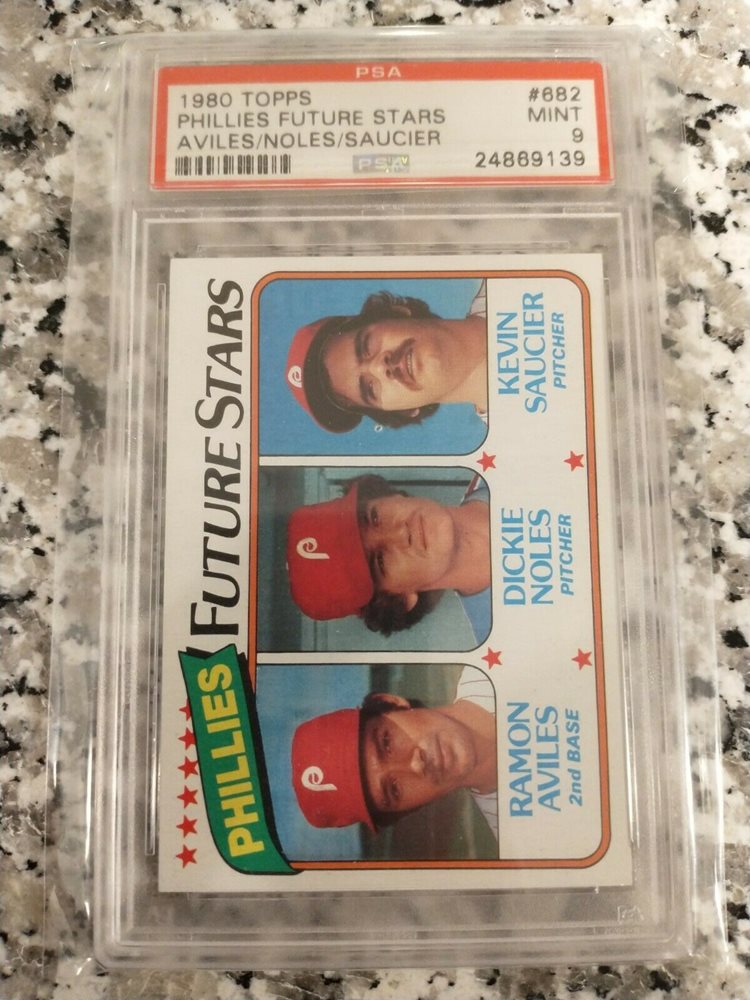 PSA
1980 TOPPS #682
PHILLIES FUTURE STARS MINT
AVILES/NOLES/SAUCIER 9
PSA 24869139
PHILLIES FUTURE STARS
P
P
P
RAMON
AVILES
2nd BASE
DICKIE
NOLES
PITCHER
KEVIN
SAUCIER
PITCHER